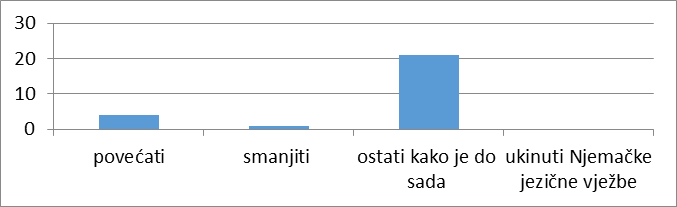 30
20
10
0
povećati
smanjiti
ostati kako je do
sada
ukinuti Njemačke
jezične vježbe